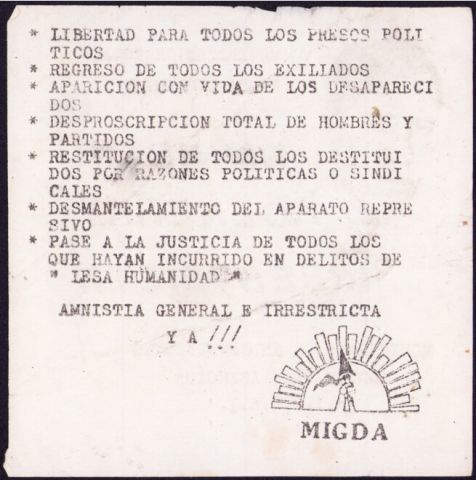 * LIBERTAD PARA TODOS LOS PRESOS POLI
TICOS
* REGRESO DE TODOS LOS EXILIADOS
* APARICION CON VIDA DE LOS DESAPARECI
DOS
* DESPROSCRIPCION TOTAL DE HOMBRES Y
PARTIDOS
* RESTITUCION DE TODOS LOS DESTITUI
DOS POR RAZONES POLITICAS O SINDI
CALES
* DESMANTELAMIENTO DEL APARATO REPRE
SIVO
* PASE A LA JUSTICIA DE TODOS LOS
QUE HAYAN INCURRIDO EN DELITOS DE
" LESA HUMANIDAD "
AMNISTIA GENERAL E IRRESTRICTA
Y A !!!
MIGDA